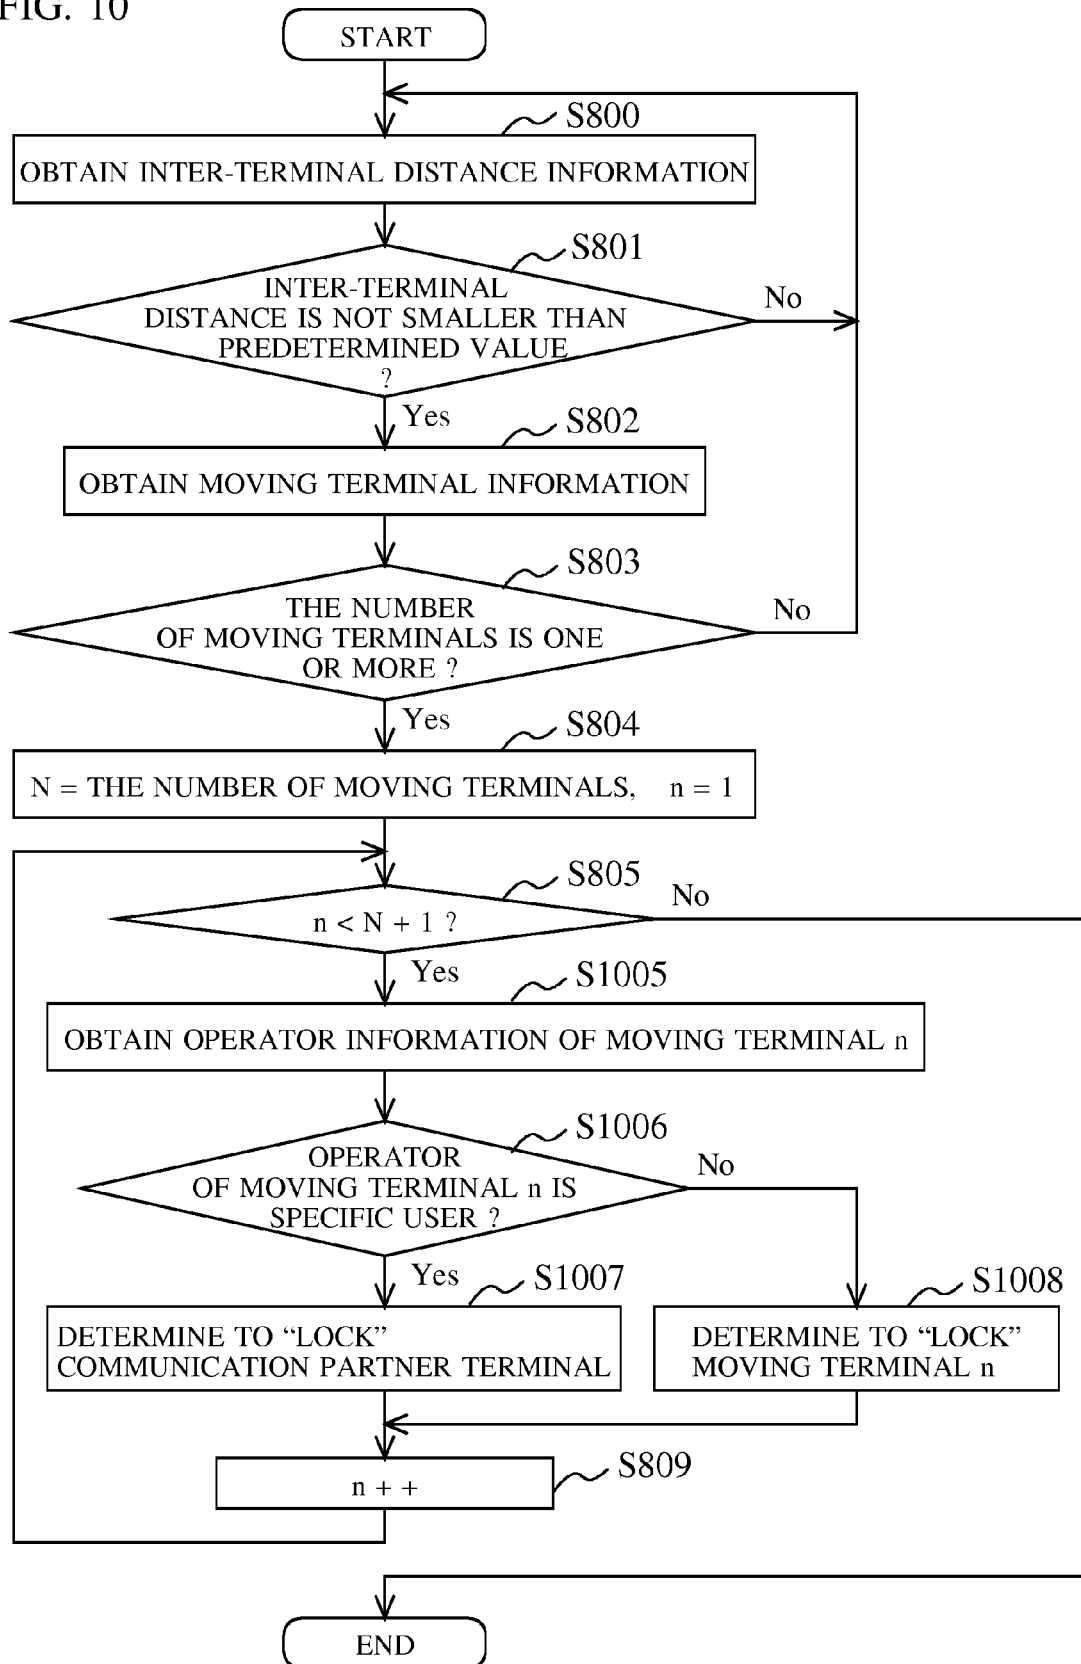 FIG. 10
START
S800
OBTAIN INTER-TERMINAL DISTANCE INFORMATION
S801
INTER-TERMINAL
DISTANCE IS NOT SMALLER THAN
PREDETERMINED VALUE
?
No
Yes
S802
OBTAIN MOVING TERMINAL INFORMATION
S803
THE NUMBER
OF MOVING TERMINALS IS ONE
OR MORE ?
No
Yes
S804
N = THE NUMBER OF MOVING TERMINALS, n = 1
S805
n < N + 1 ?
No
Yes
S1005
OBTAIN OPERATOR INFORMATION OF MOVING TERMINAL n
S1006
OPERATOR
OF MOVING TERMINAL n IS
SPECIFIC USER ?
No
Yes
S1007
DETERMINE TO “LOCK”
COMMUNICATION PARTNER TERMINAL
S1008
DETERMINE TO “LOCK”
MOVING TERMINAL n
S809
n + +
END